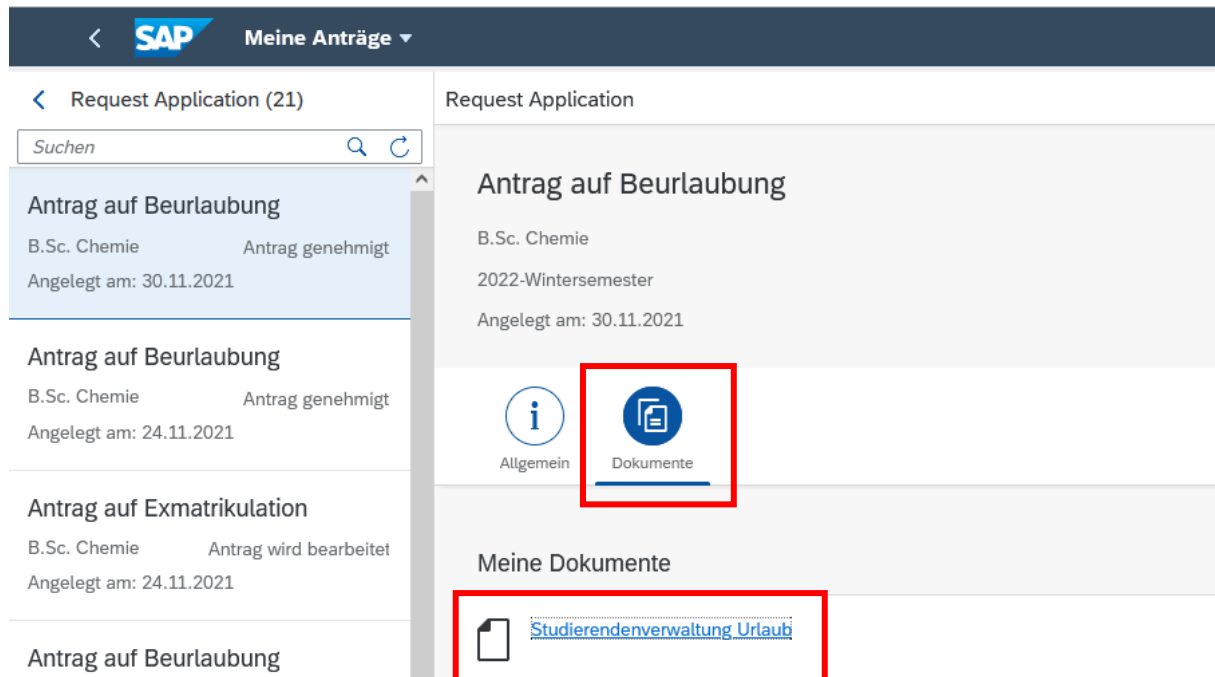 SAP Meine Anträge
Request Application (21)
Suchen
Antrag auf Beurlaubung
B.Sc. Chemie Antrag genehmigt
Angelegt am: 30.11.2021
Antrag auf Beurlaubung
B.Sc. Chemie Antrag genehmigt
Angelegt am: 24.11.2021
Antrag auf Exmatrikulation
B.Sc. Chemie Antrag wird bearbeitet
Angelegt am: 24.11.2021
Antrag auf Beurlaubung
Request Application
Antrag auf Beurlaubung
B.Sc. Chemie
2022-Wintersemester
Angelegt am: 30.11.2021
i
Allgemein Dokumente
Meine Dokumente
Studierendenverwaltung Urlaub